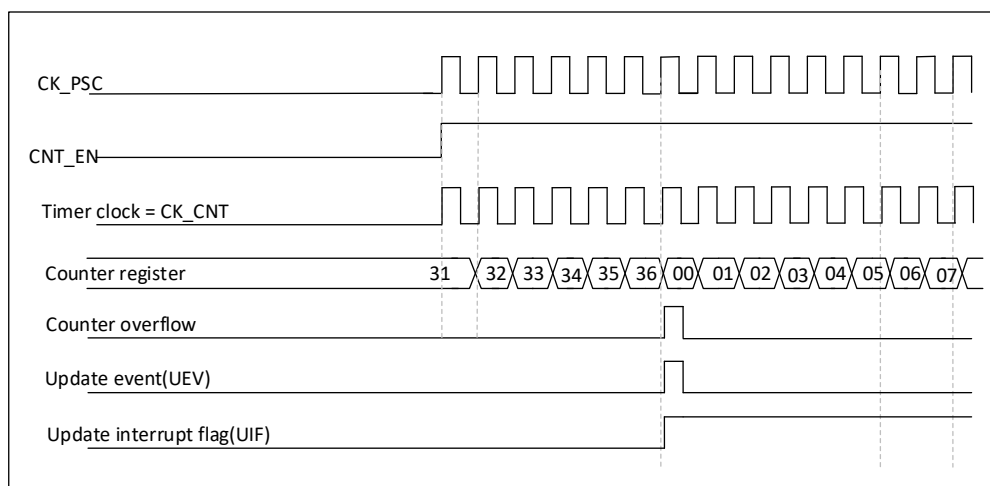 CK_PSC
CNT_EN
Timer clock = CK_CNT
Counter register 31 32 33 34 35 36 00 01 02 03 04 05 06 07
Counter overflow
Update event(UEV)
Update interrupt flag(UIF)